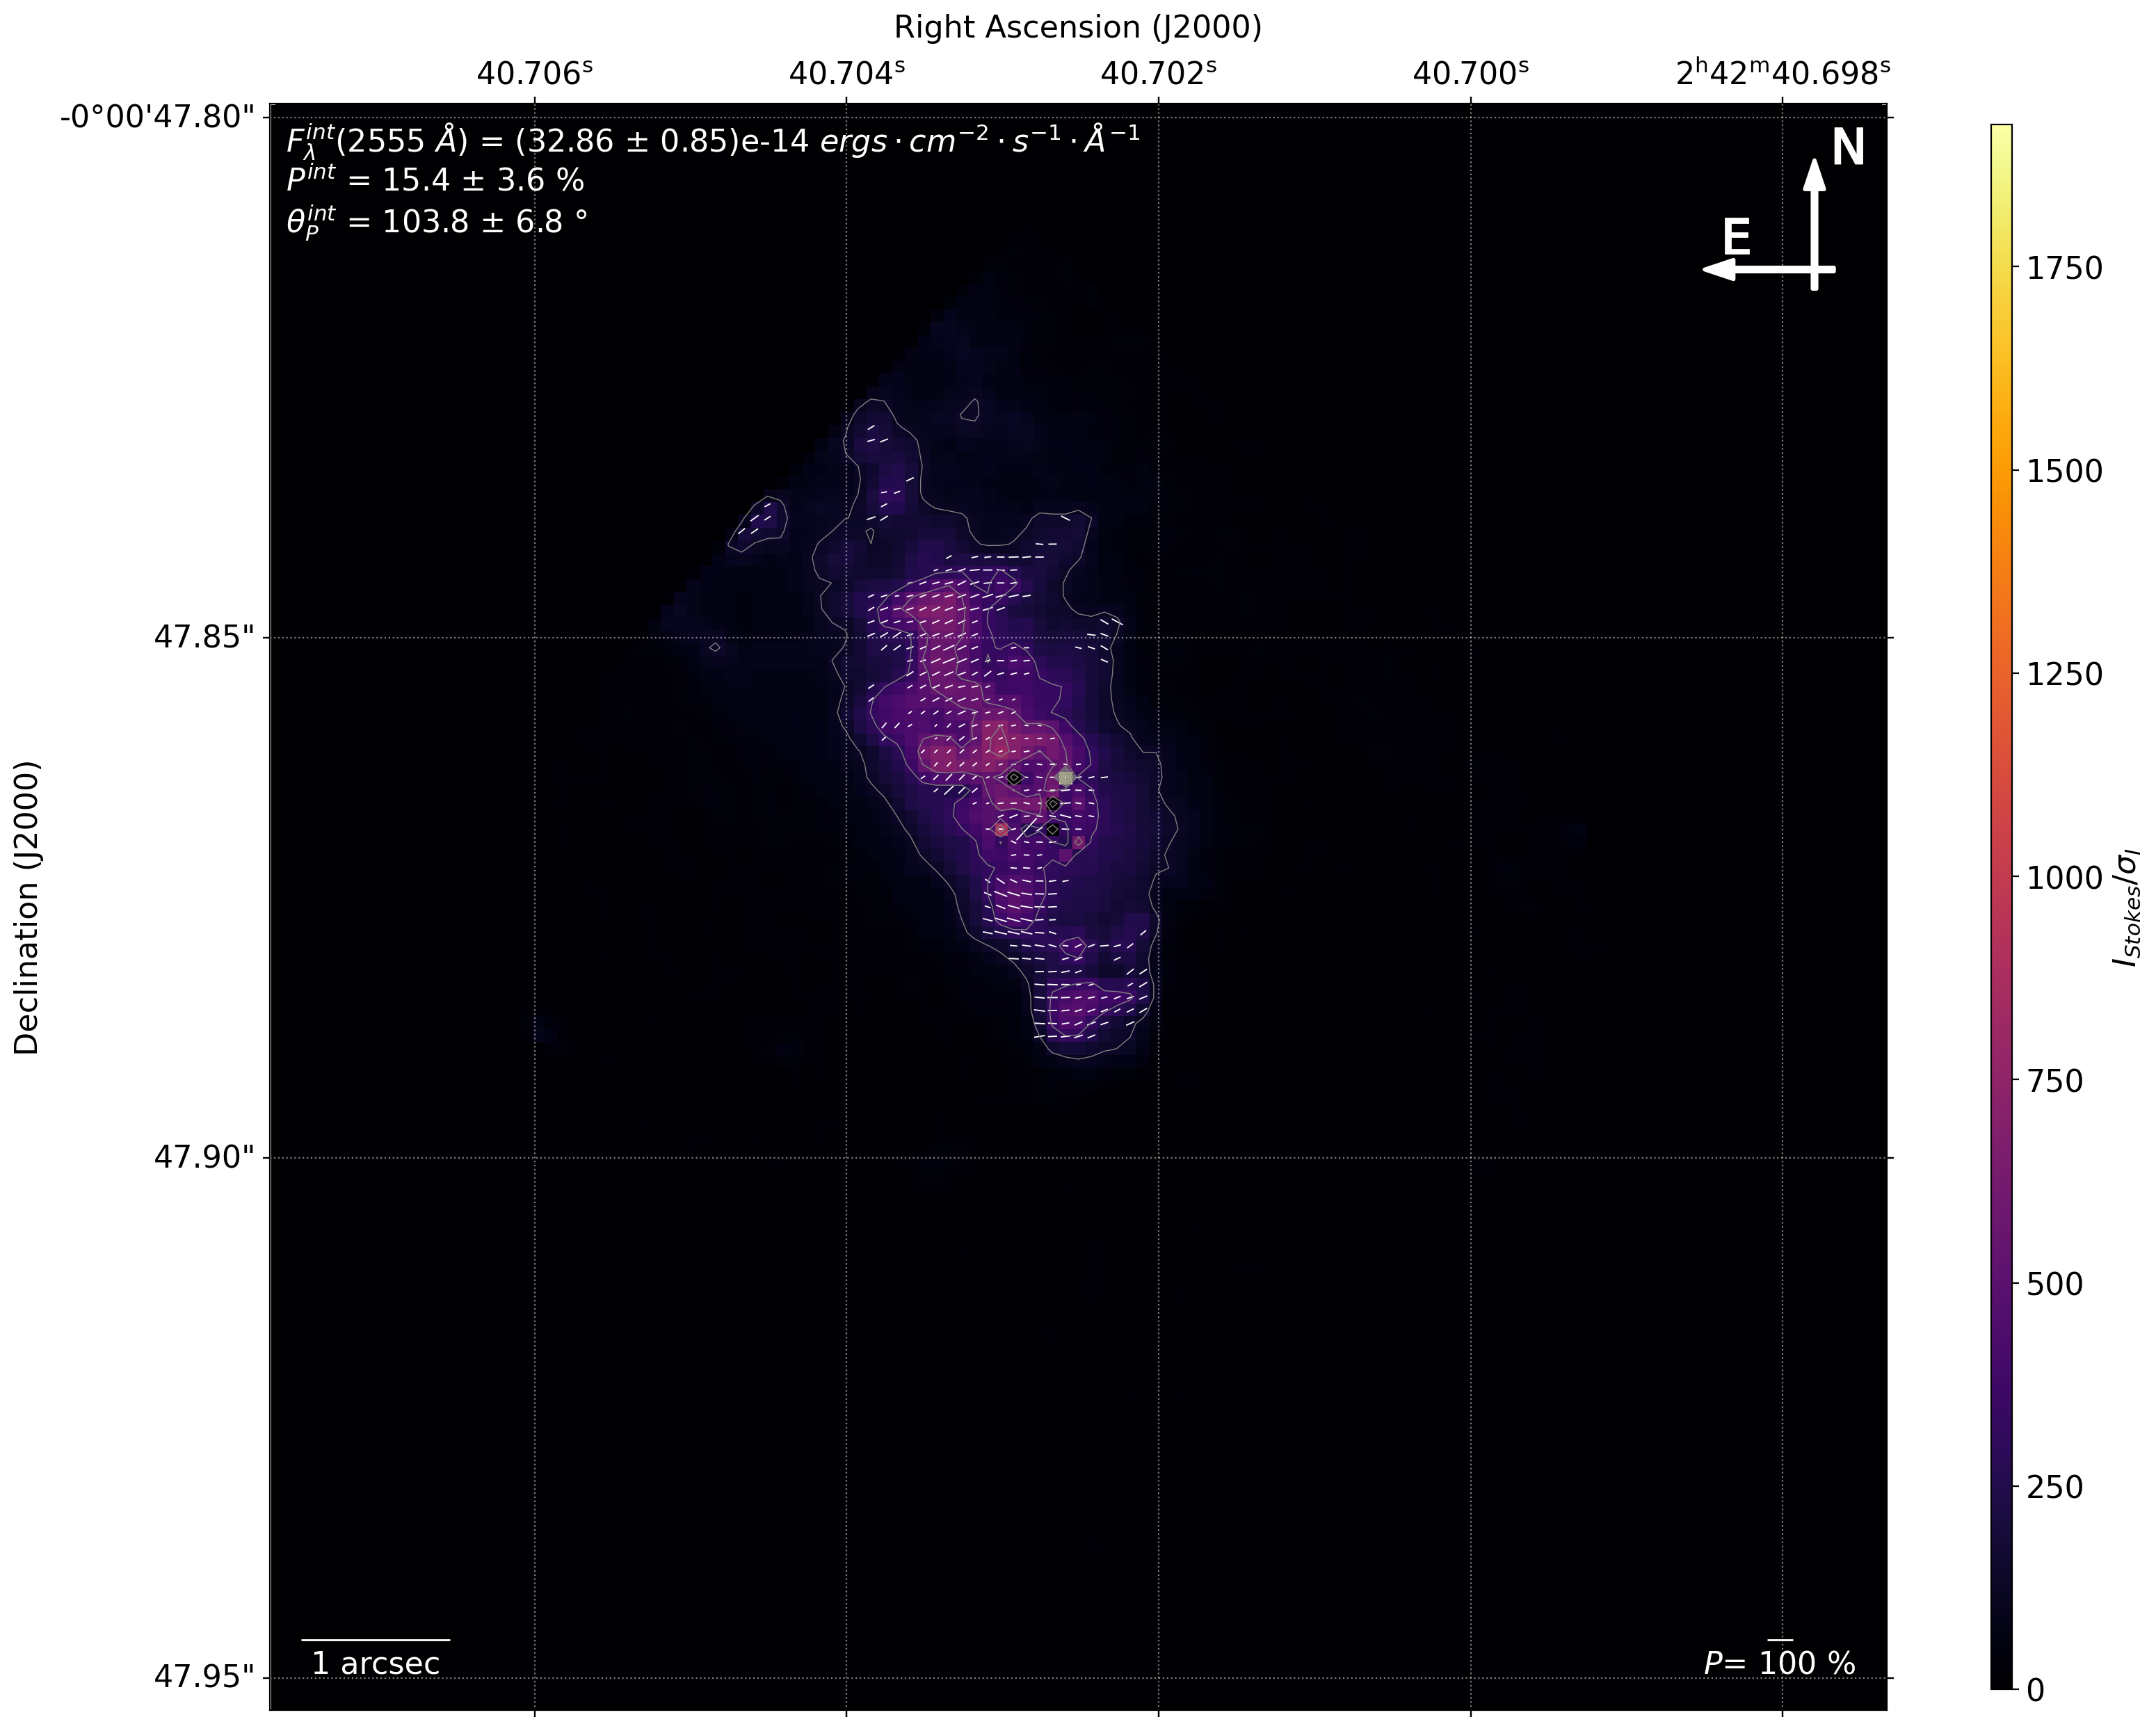 Right Ascension (J2000)
40.706ˢ 40.704ˢ 40.702ˢ 40.700ˢ 2ʰ42ᵐ40.698ˢ
-0°00'47.80"
F_λ^int(2555 Å) = (32.86 ± 0.85)e-14 ergs · cm⁻² · s⁻¹ · Å⁻¹
P^int = 15.4 ± 3.6 %
θ_P^int = 103.8 ± 6.8 °
N
E
47.85"
47.90"
47.95"
Declination (J2000)
1 arcsec
P= 100 %
1750
1500
1250
1000
750
500
250
0
I_Stokes/σ_I